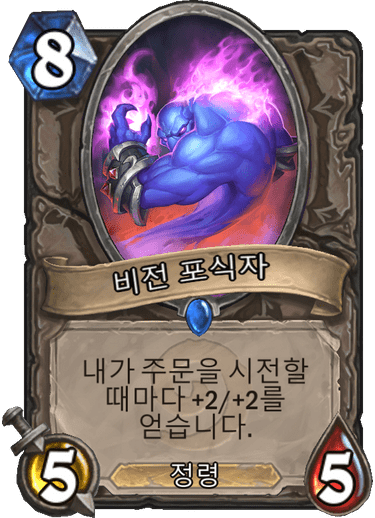 8
비전 포식자
내가 주문을 시전할
때마다 +2/+2를
얻습니다.
5
정령
5